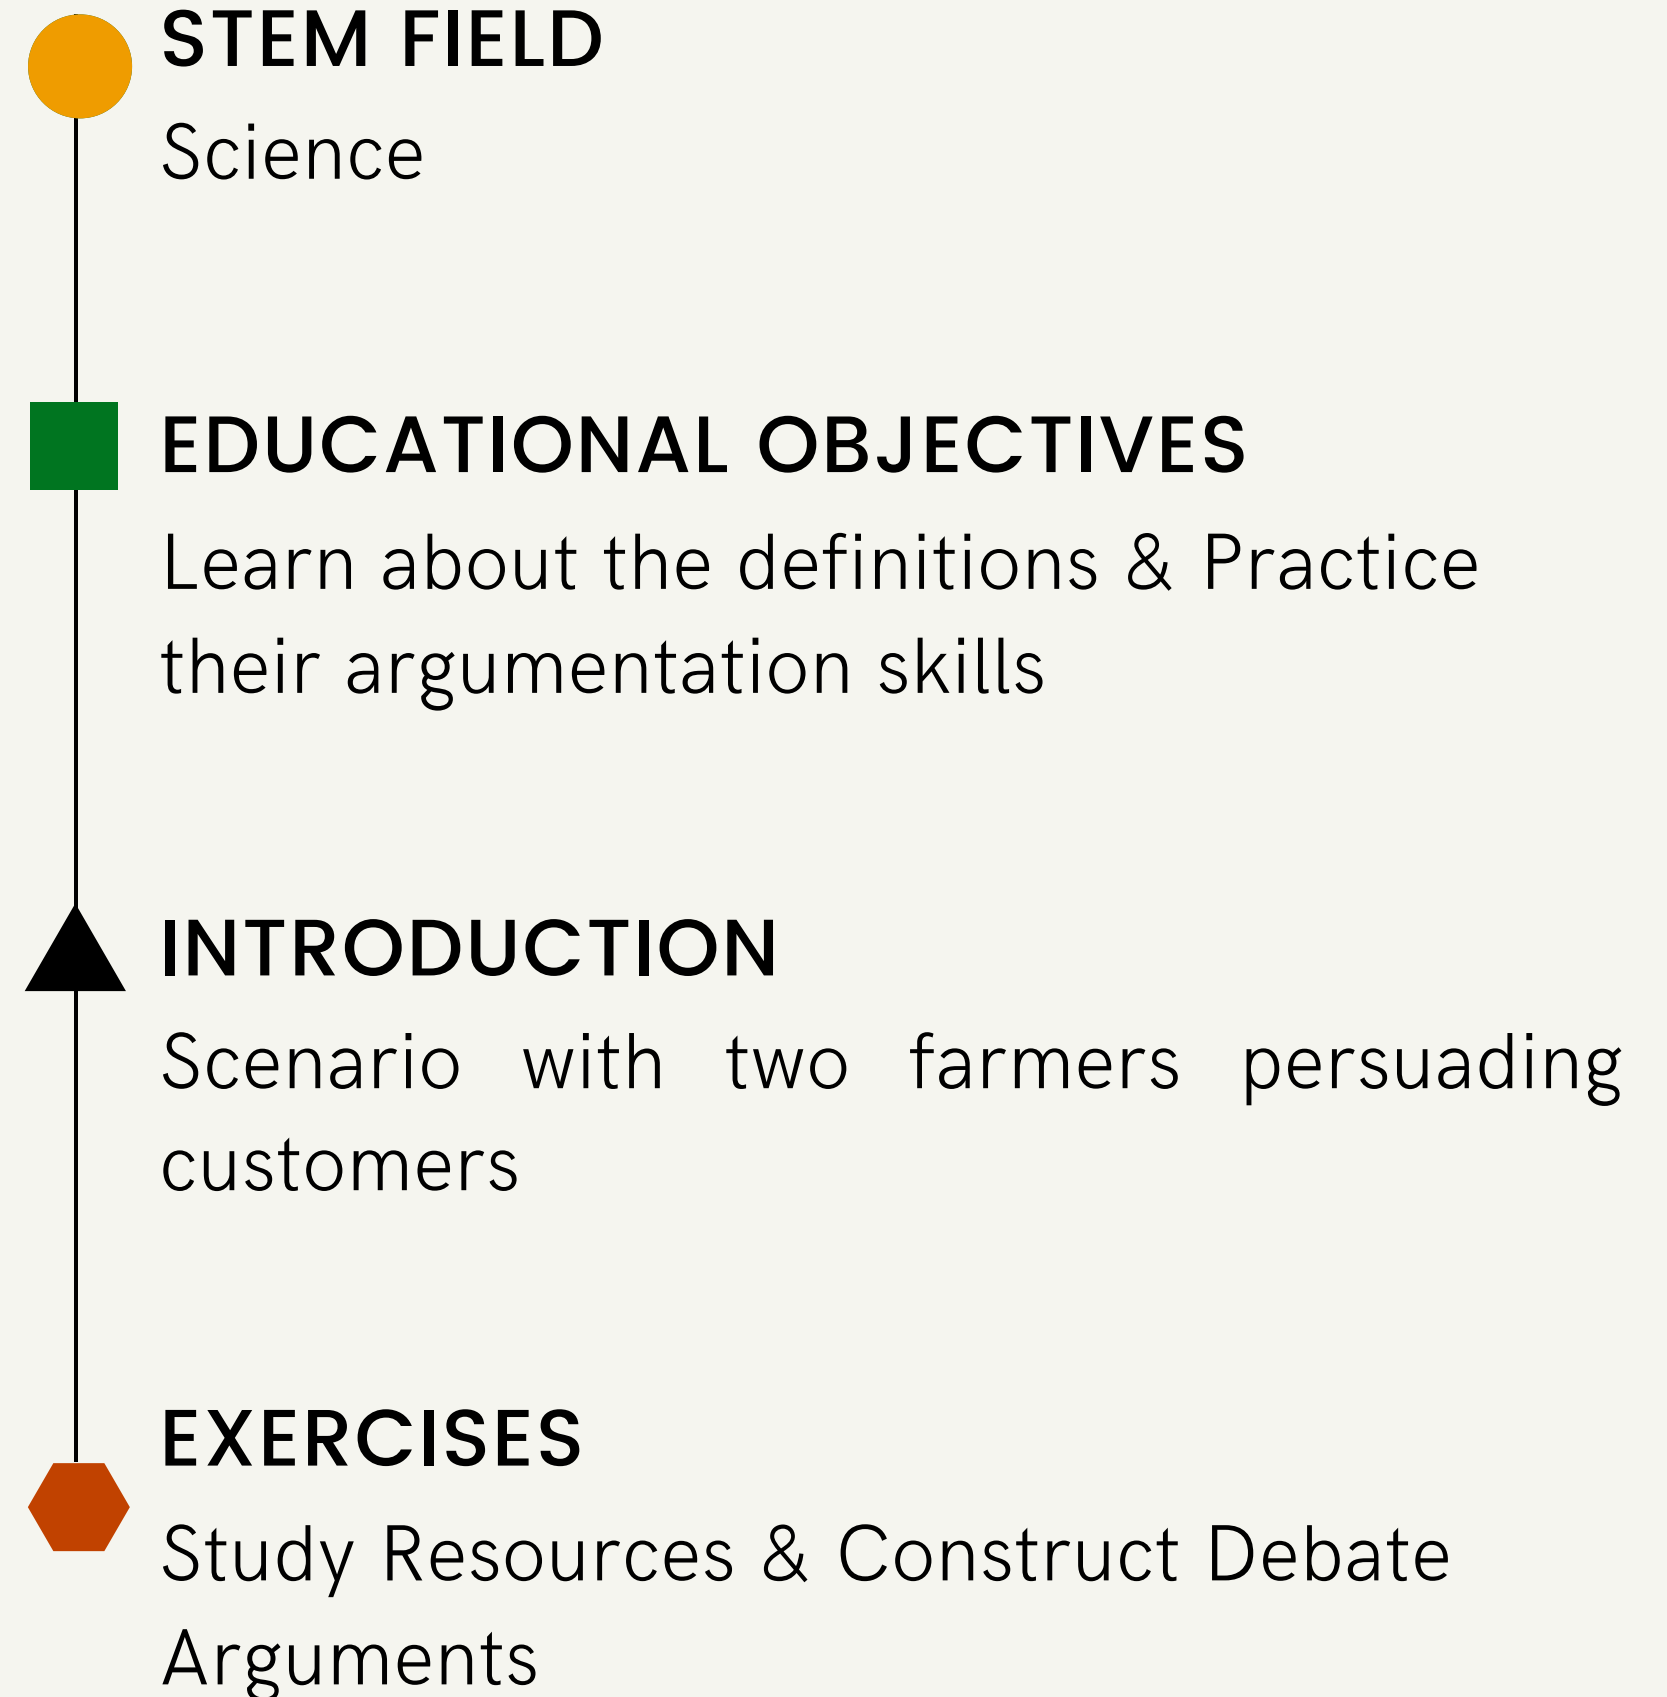 STEM FIELD
Science
EDUCATIONAL OBJECTIVES
Learn about the definitions & Practice
their argumentation skills
INTRODUCTION
Scenario with two farmers persuading
customers
EXERCISES
Study Resources & Construct Debate
Arguments